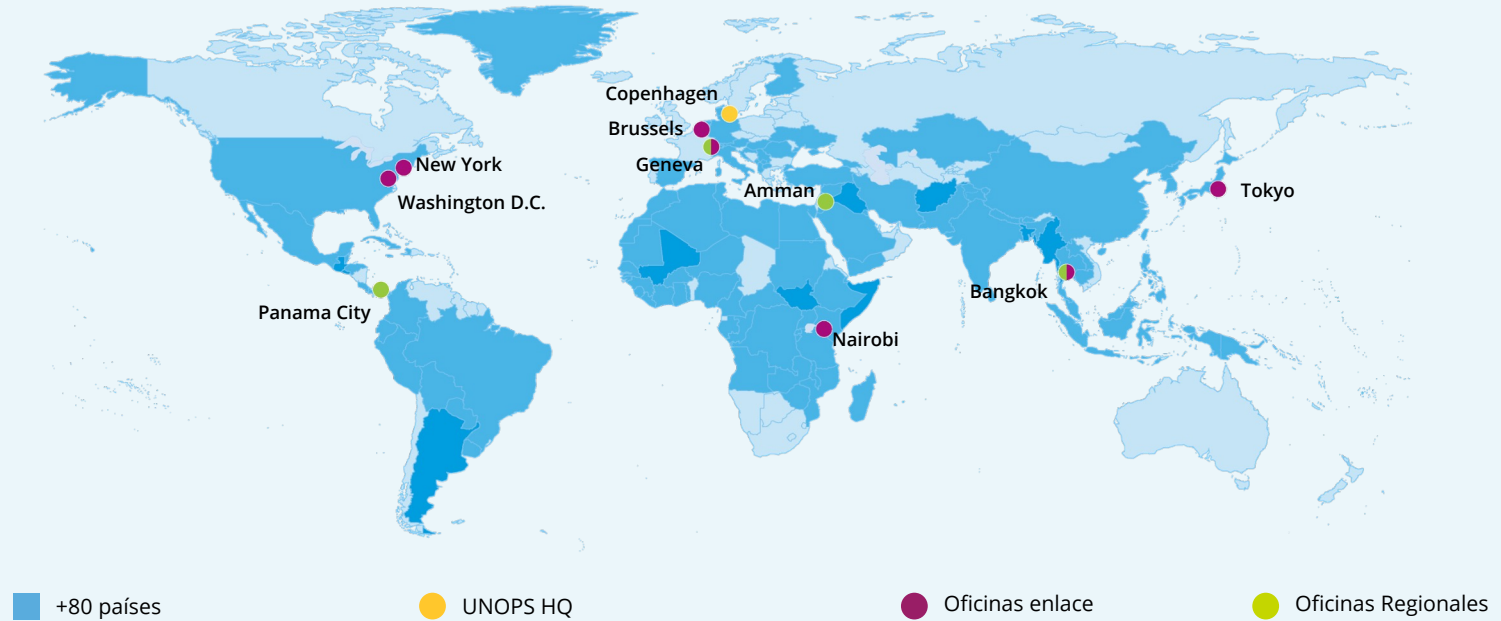 Copenhagen
Brussels
Geneva
New York
Washington D.C.
Amman
Tokyo
Panama City
Bangkok
Nairobi
+80 países
UNOPS HQ
Oficinas enlace
Oficinas Regionales